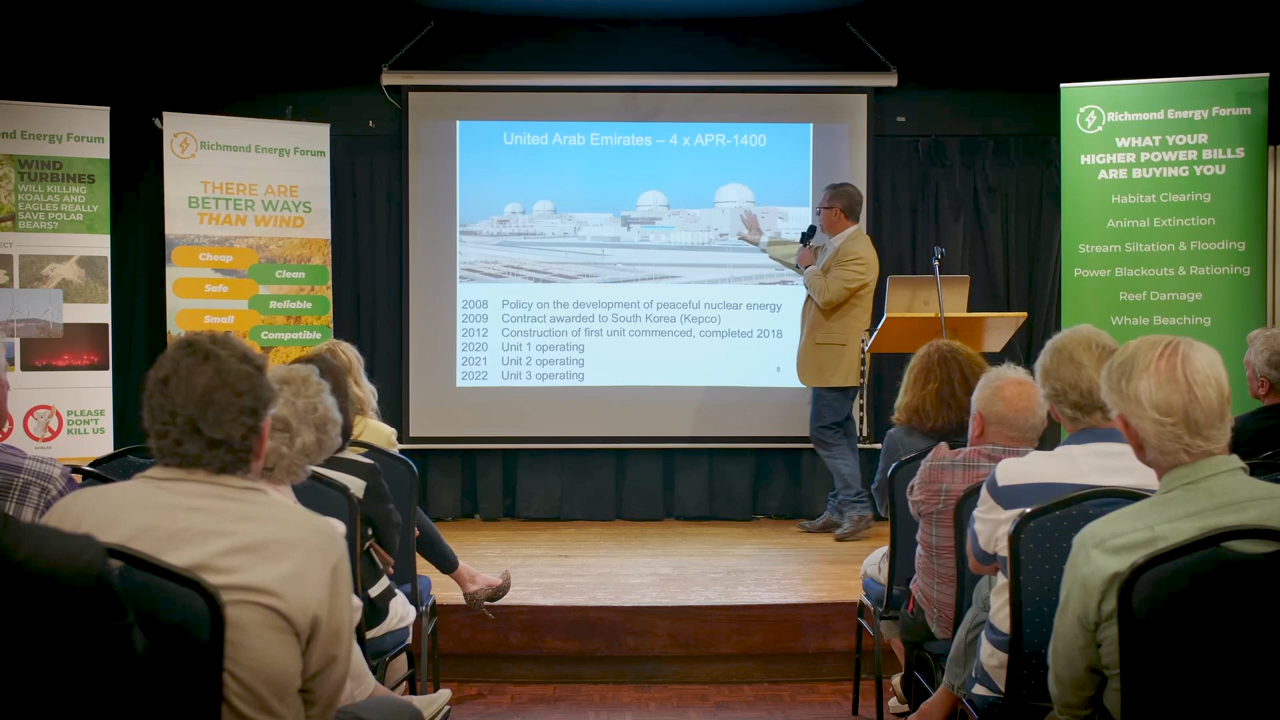 nd Energy Forum
WIND
TURBINES
WILL KILLING
KOALAS AND
EAGLES REALLY
SAVE POLAR
BEARS?
PLEASE
DON'T
KILL US
KOALAS
Richmond Energy Forum
THERE ARE
BETTER WAYS
THAN WIND
Cheap
Clean
Safe
Reliable
Small
Compatible
United Arab Emirates – 4 x APR-1400
2008 Policy on the development of peaceful nuclear energy
2009 Contract awarded to South Korea (Kepco)
2012 Construction of first unit commenced, completed 2018
2020 Unit 1 operating
2021 Unit 2 operating
2022 Unit 3 operating
8
Richmond Energy Forum
WHAT YOUR
HIGHER POWER BILLS
ARE BUYING YOU
Habitat Clearing
Animal Extinction
Stream Siltation & Flooding
Power Blackouts & Rationing
Reef Damage
Whale Beaching